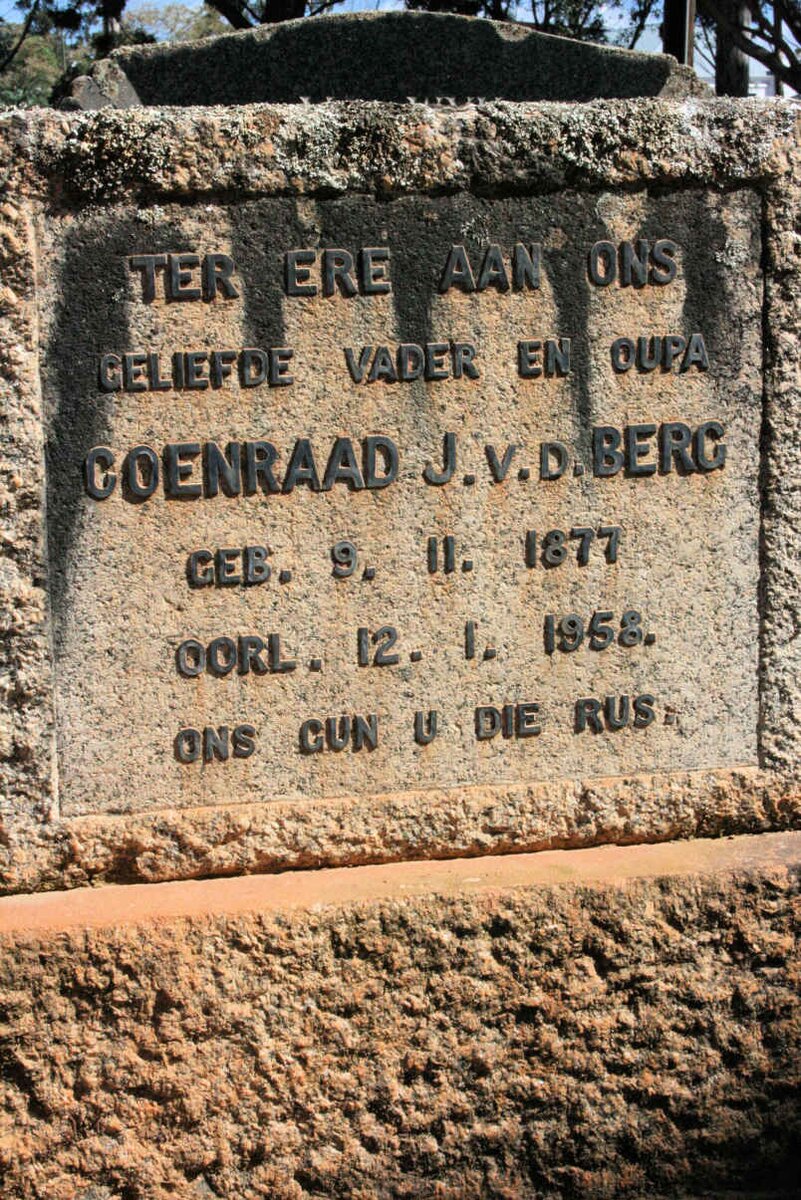 TER ERE AAN ONS
GELIEFDE VADER EN OUPA
COENRAAD J.V.D.BERG
GEB. 9. 11. 1877
OORL. 12. 1. 1958.
ONS GUN U DIE RUS.